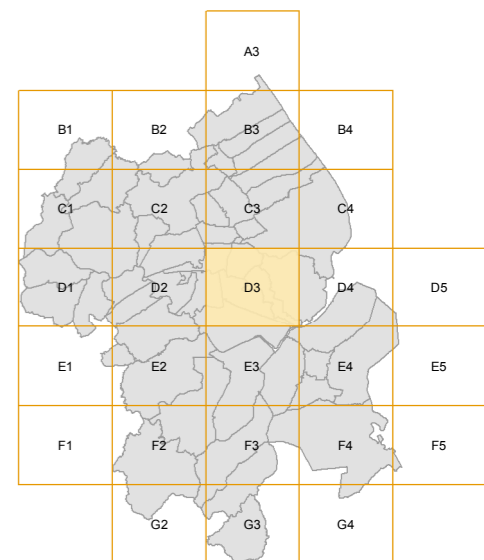 A3
B1 B2 B3 B4
C1 C2 C3 C4
D1 D2 D3 D4 D5
E1 E2 E3 E4 E5
F1 F2 F3 F4 F5
G2 G3 G4